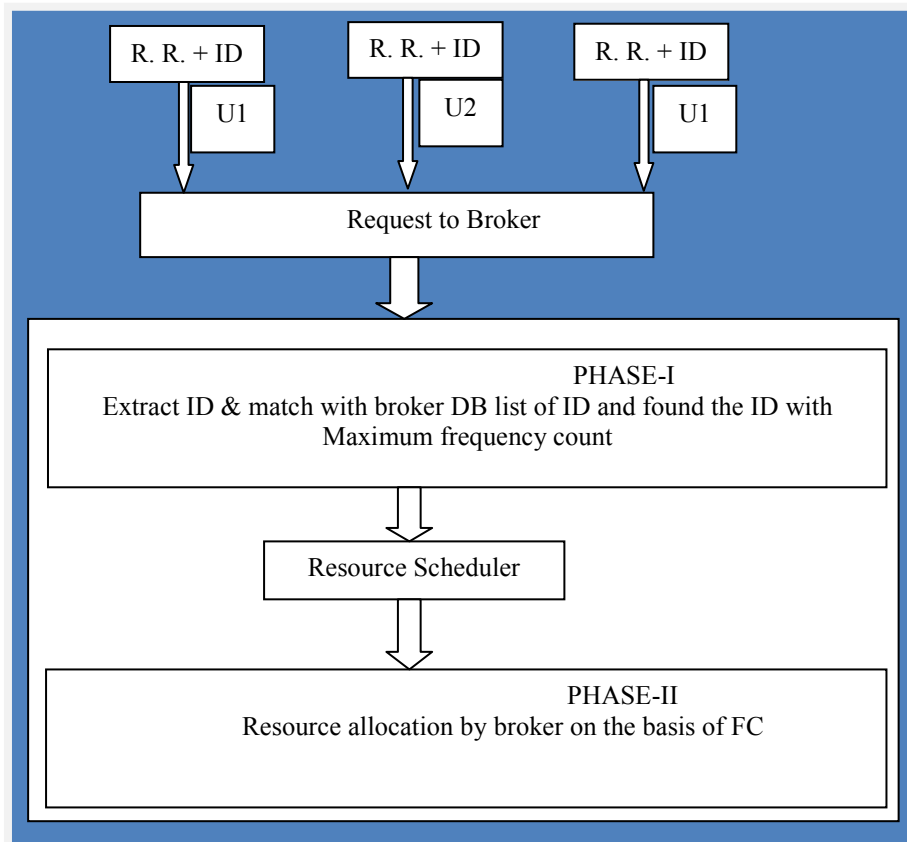 R. R. + ID
R. R. + ID
R. R. + ID
U1
U2
U1
Request to Broker
PHASE-I
Extract ID & match with broker DB list of ID and found the ID with
Maximum frequency count
Resource Scheduler
PHASE-II
Resource allocation by broker on the basis of FC